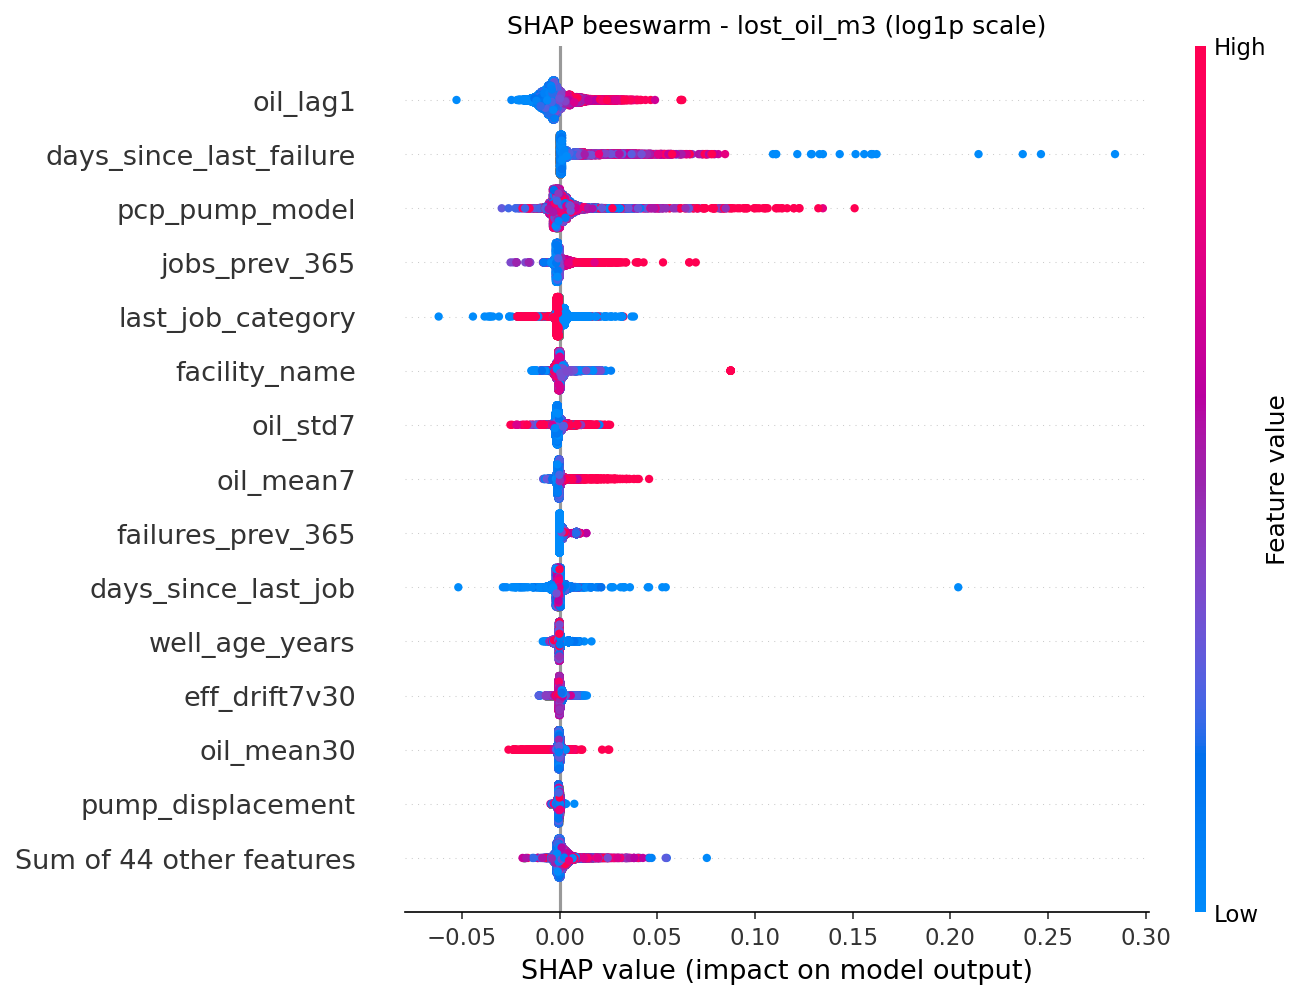 SHAP beeswarm - lost_oil_m3 (log1p scale)
High
oil_lag1
days_since_last_failure
pcp_pump_model
jobs_prev_365
last_job_category
facility_name
oil_std7
oil_mean7
failures_prev_365
days_since_last_job
well_age_years
eff_drift7v30
oil_mean30
pump_displacement
Sum of 44 other features
Feature value
Low
−0.05 0.00 0.05 0.10 0.15 0.20 0.25 0.30
SHAP value (impact on model output)